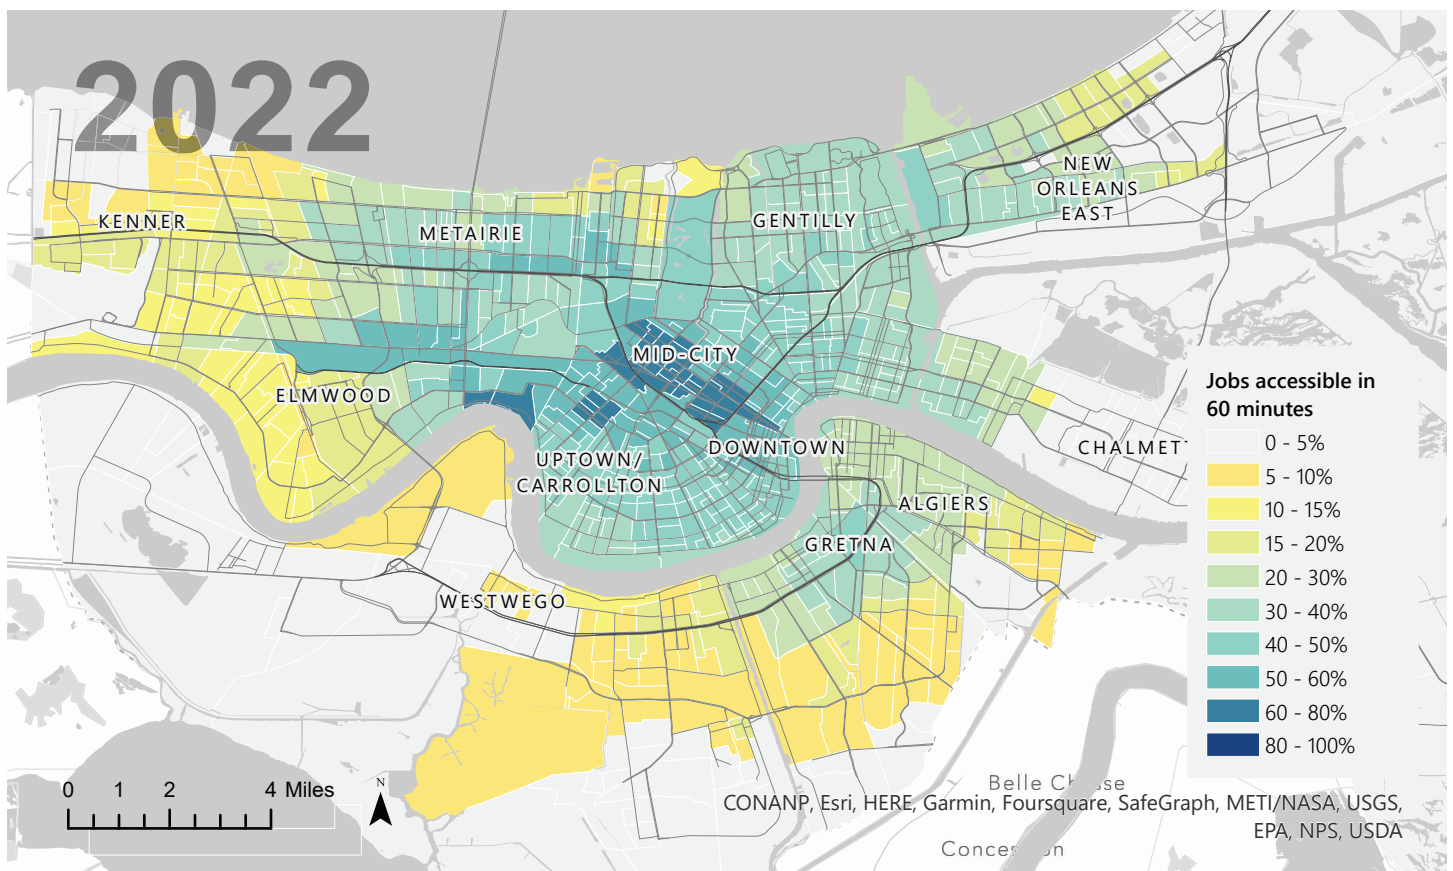 2022
KENNER
METAIRIE
GENTILLY
NEW
ORLEANS
EAST
MID-CITY
ELMWOOD
DOWNTOWN
UPTOWN/
CARROLLTON
CHALMET
ALGIERS
GRETNA
WESTWEGO
Jobs accessible in
60 minutes
0 - 5%
5 - 10%
10 - 15%
15 - 20%
20 - 30%
30 - 40%
40 - 50%
50 - 60%
60 - 80%
80 - 100%
0 1 2 4 Miles
N
Belle Chasse
CONANP, Esri, HERE, Garmin, Foursquare, SafeGraph, METI/NASA, USGS,
EPA, NPS, USDA